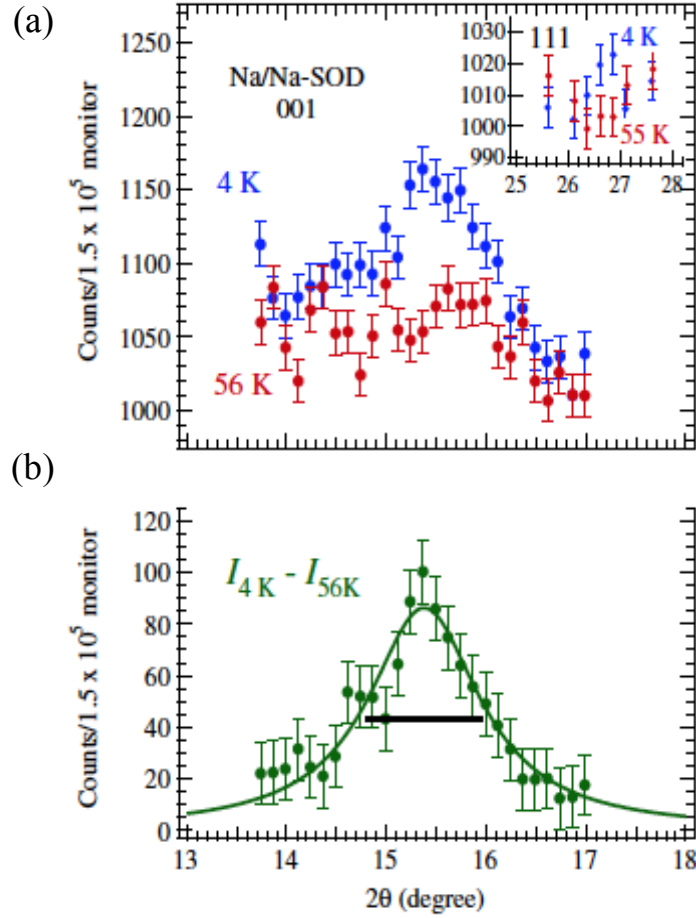 (a)
1250
1200
1150
1100
1050
1000
Counts/1.5 x 10⁵ monitor
Na/Na-SOD
001
4 K
56 K
1030
1020
1010
1000
990
111
4 K
55 K
25 26 27 28
(b)
120
100
80
60
40
20
0
Counts/1.5 x 10⁵ monitor
I₄ K - I₅₆K
13 14 15 16 17 18
2θ (degree)